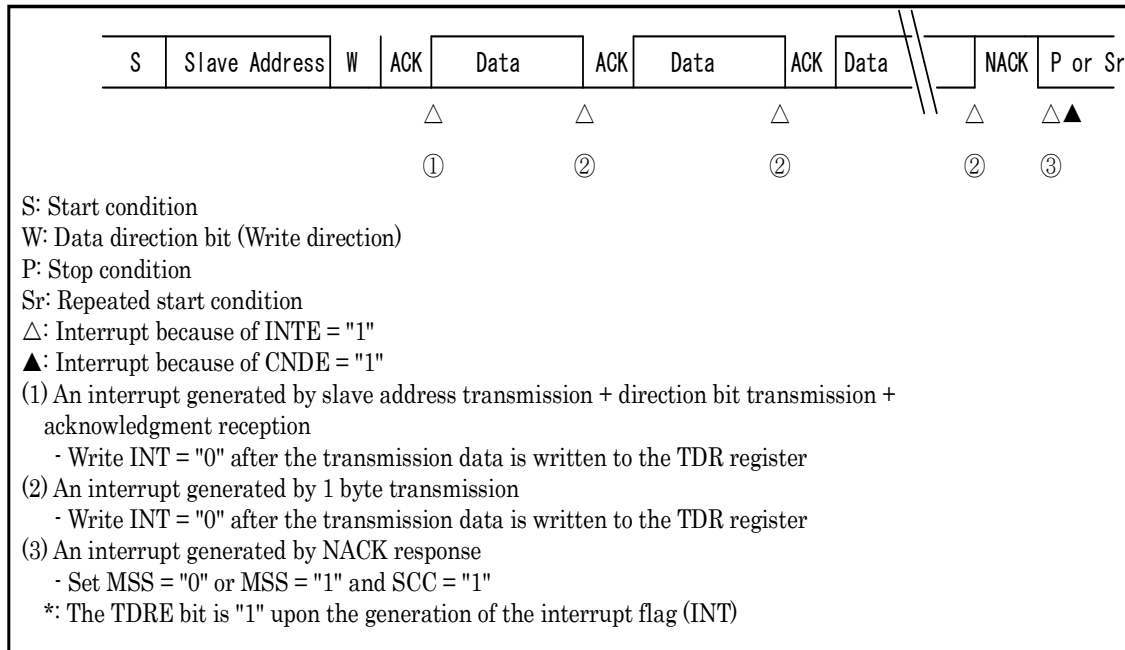 S Slave Address W ACK Data ACK Data ACK Data NACK P or Sr
△ △ △ △ △▲
① ② ② ② ③
S: Start condition
W: Data direction bit (Write direction)
P: Stop condition
Sr: Repeated start condition
△: Interrupt because of INTE = "1"
▲: Interrupt because of CNDE = "1"
(1) An interrupt generated by slave address transmission + direction bit transmission +
acknowledgment reception
- Write INT = "0" after the transmission data is written to the TDR register
(2) An interrupt generated by 1 byte transmission
- Write INT = "0" after the transmission data is written to the TDR register
(3) An interrupt generated by NACK response
- Set MSS = "0" or MSS = "1" and SCC = "1"
*: The TDRE bit is "1" upon the generation of the interrupt flag (INT)